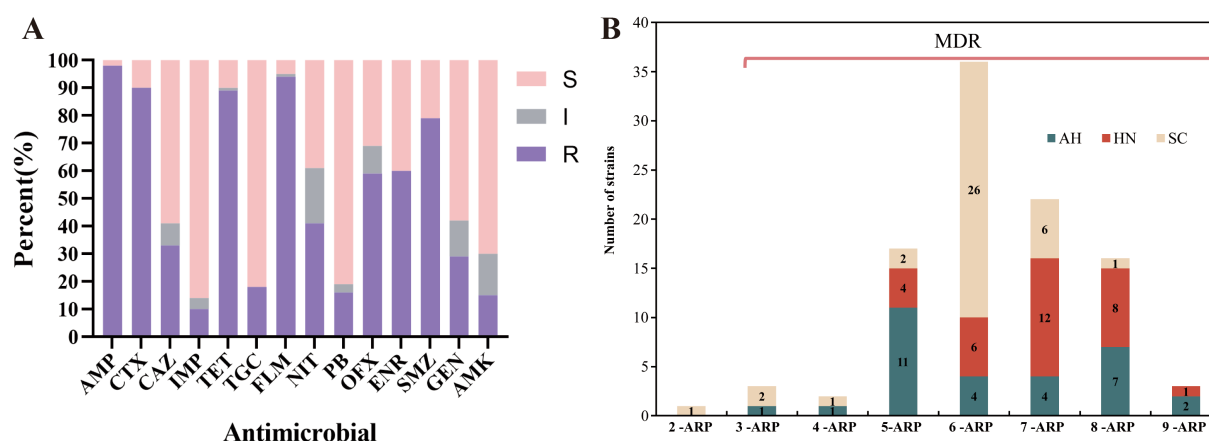 A
Percent(%)
100
90
80
70
60
50
40
30
20
10
0
AMP
CTX
CAZ
IMP
TET
TGC
FLM
NIT
PB
OFX
ENR
SMZ
GEN
AMK
Antimicrobial
S
I
R
B
Number of strains
40
35
30
25
20
15
10
5
0
MDR
AH HN SC
1
2
1
1
1
2
4
11
26
6
4
6
12
4
1
8
7
1
2
2 -ARP
3 -ARP
4 -ARP
5-ARP
6 -ARP
7 -ARP
8 -ARP
9 -ARP